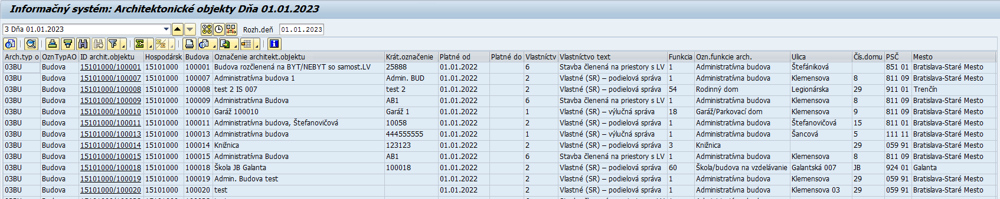 Informačný systém: Architektonické objekty Dňa 01.01.2023
3 Dňa 01.01.2023 Rozh.deň 01.01.2023
Arch.typ o OznTypAO ID archit.objektu Hospodársk Budova Označenie architekt.objektu Krát.označenie Platné od Platné do Vlastníctv Vlastníctvo text Funkcia Ozn.funkcie arch. Ulica Čís.domu PSČ Mesto
03BU Budova 15101000/100001 15101000 100001 Budova rozčlenená na BYT/NEBYT so samost.LV 25888 01.01.2022 6 Stavba členená na priestory s LV 1 Administratívna budova Štefániková 851 01 Bratislava-Staré Mesto
03BU Budova 15101000/100007 15101000 100007 Administratívna budova 1 Admin. BUD 01.01.2022 2 Vlastné (SR) – podielová správa 1 Administratívna budova Klemensova 8 811 09 Bratislava-Staré Mesto
03BU Budova 15101000/100008 15101000 100008 test 2 IS 007 test 2 01.01.2022 2 Vlastné (SR) – podielová správa 54 Rodinný dom Legionárska 29 911 01 Trenčín
03BU Budova 15101000/100009 15101000 100009 Administratívna Budova AB1 01.01.2022 6 Stavba členená na priestory s LV 1 Administratívna budova Klemensova 8 811 09 Bratislava-Staré Mesto
03BU Budova 15101000/100010 15101000 100010 Garáž 100010 Garáž 1 01.01.2022 1 Vlastné (SR) – výlučná správa 18 Garáž/Parkovací dom Klemensova 9 811 09 Bratislava-Staré Mesto
03BU Budova 15101000/100011 15101000 100011 Administratívna budova, Štefanovičová 10058 01.01.2022 2 Vlastné (SR) – podielová správa 1 Administratívna budova Štefanovičová 15 811 01 Bratislava-Staré Mesto
03BU Budova 15101000/100013 15101000 100013 Administratívna budova 444555555 01.01.2022 1 Vlastné (SR) – výlučná správa 1 Administratívna budova Šancová 5 111 11 Bratislava-Staré Mesto
03BU Budova 15101000/100014 15101000 100014 Knižnica 123123 01.01.2022 2 Vlastné (SR) – podielová správa 3 Knižnica 29 059 91 Bratislava-Staré Mesto
03BU Budova 15101000/100015 15101000 100015 Administratívna Budova AB1 01.01.2022 6 Stavba členená na priestory s LV 1 Administratívna budova Klemensova 8 811 09 Bratislava-Staré Mesto
03BU Budova 15101000/100018 15101000 100018 Škola JB Galanta 100018 01.01.2022 2 Vlastné (SR) – podielová správa 60 Škola/budova na vzdelávanie Galantská 007 JB 924 01 Galanta
03BU Budova 15101000/100019 15101000 100019 Admin. Budova test 01.01.2022 2 Vlastné (SR) – podielová správa 1 Administratívna budova Klemensova 29 059 91 Bratislava-Staré Mesto
03BU Budova 15101000/100020 15101000 100020 test 01.01.2022 2 Vlastné (SR) – podielová správa 1 Administratívna budova Klemensova 03 29 059 91 Bratislava-Staré Mesto